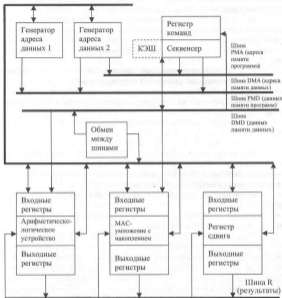 Генератор
адреса
данных 1
Генератор
адреса
данных 2
Регистр
команд
КЭШ
Секвенсер
Шина
PMA (адреса
памяти
программ)
Шина DMA (адреса
памяти данных)
Шина PMD (данных
памяти программ)
Шина
DMD (данных
памяти данных)
Обмен
между
шинами
Входные
регистры
Арифметическо-
логическое
устройство
Выходные
регистры
Входные
регистры
MAC-
умножение с
накоплением
Выходные
регистры
Входные
регистры
Регистр
сдвига
Выходные
регистры
Шина R
(результаты)